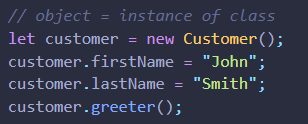 // object = instance of class
let customer = new Customer();
customer.firstName = "John";
customer.lastName = "Smith";
customer.greeter();